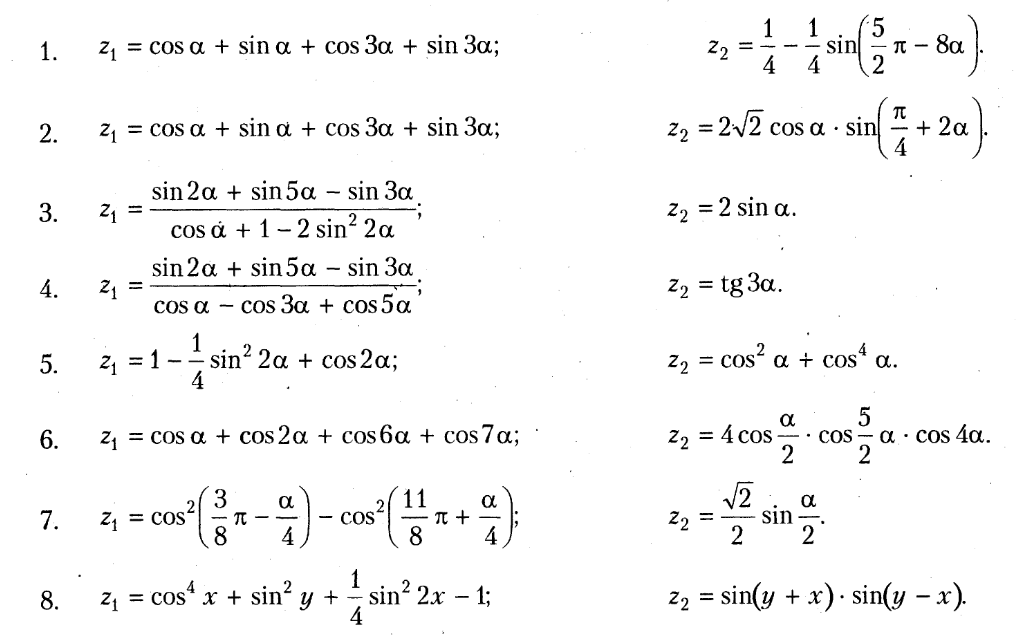 1. z₁ = cos α + sin α + cos 3α + sin 3α; z₂ = 1/4 − 1/4 sin(5/2 π − 8α).
2. z₁ = cos α + sin α + cos 3α + sin 3α; z₂ = 2√2 cos α · sin(π/4 + 2α).
3. z₁ = (sin 2α + sin 5α − sin 3α)/(cos α + 1 − 2 sin² 2α); z₂ = 2 sin α.
4. z₁ = (sin 2α + sin 5α − sin 3α)/(cos α − cos 3α + cos 5α); z₂ = tg 3α.
5. z₁ = 1 − 1/4 sin² 2α + cos 2α; z₂ = cos² α + cos⁴ α.
6. z₁ = cos α + cos 2α + cos 6α + cos 7α; z₂ = 4 cos α/2 · cos 5/2 α · cos 4α.
7. z₁ = cos²(3/8 π − α/4) − cos²(11/8 π + α/4); z₂ = √2/2 sin α/2.
8. z₁ = cos⁴ x + sin² y + 1/4 sin² 2x − 1; z₂ = sin(y + x) · sin(y − x).